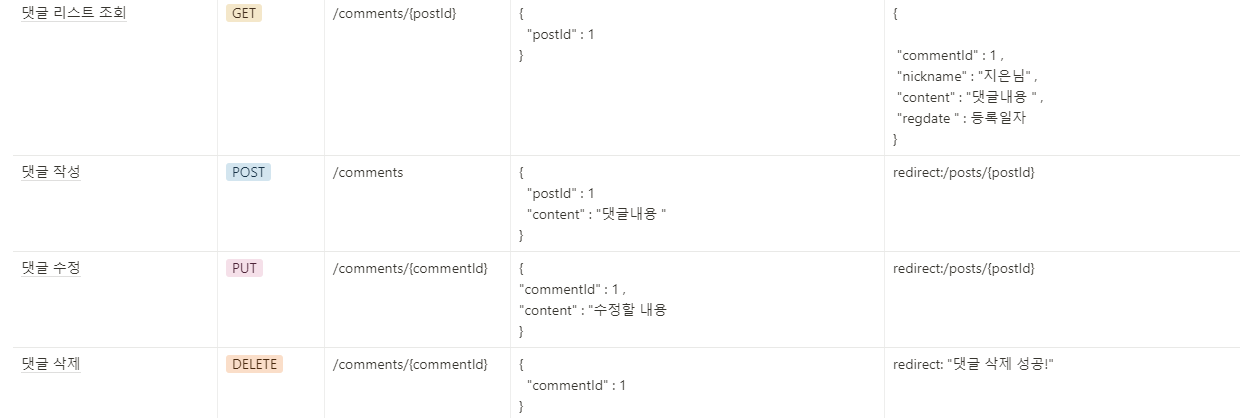 댓글 리스트 조회 GET /comments/{postId} { {
"postId" : 1
} "commentId" : 1 ,
"nickname" : "지은님" ,
"content" : "댓글내용 " ,
"regdate " : 등록일자
}
댓글 작성 POST /comments { redirect:/posts/{postId}
"postId" : 1
"content" : "댓글내용 "
}
댓글 수정 PUT /comments/{commentId} { redirect:/posts/{postId}
"commentId" : 1 ,
"content" : "수정할 내용
}
댓글 삭제 DELETE /comments/{commentId} { redirect: "댓글 삭제 성공!"
"commentId" : 1
}